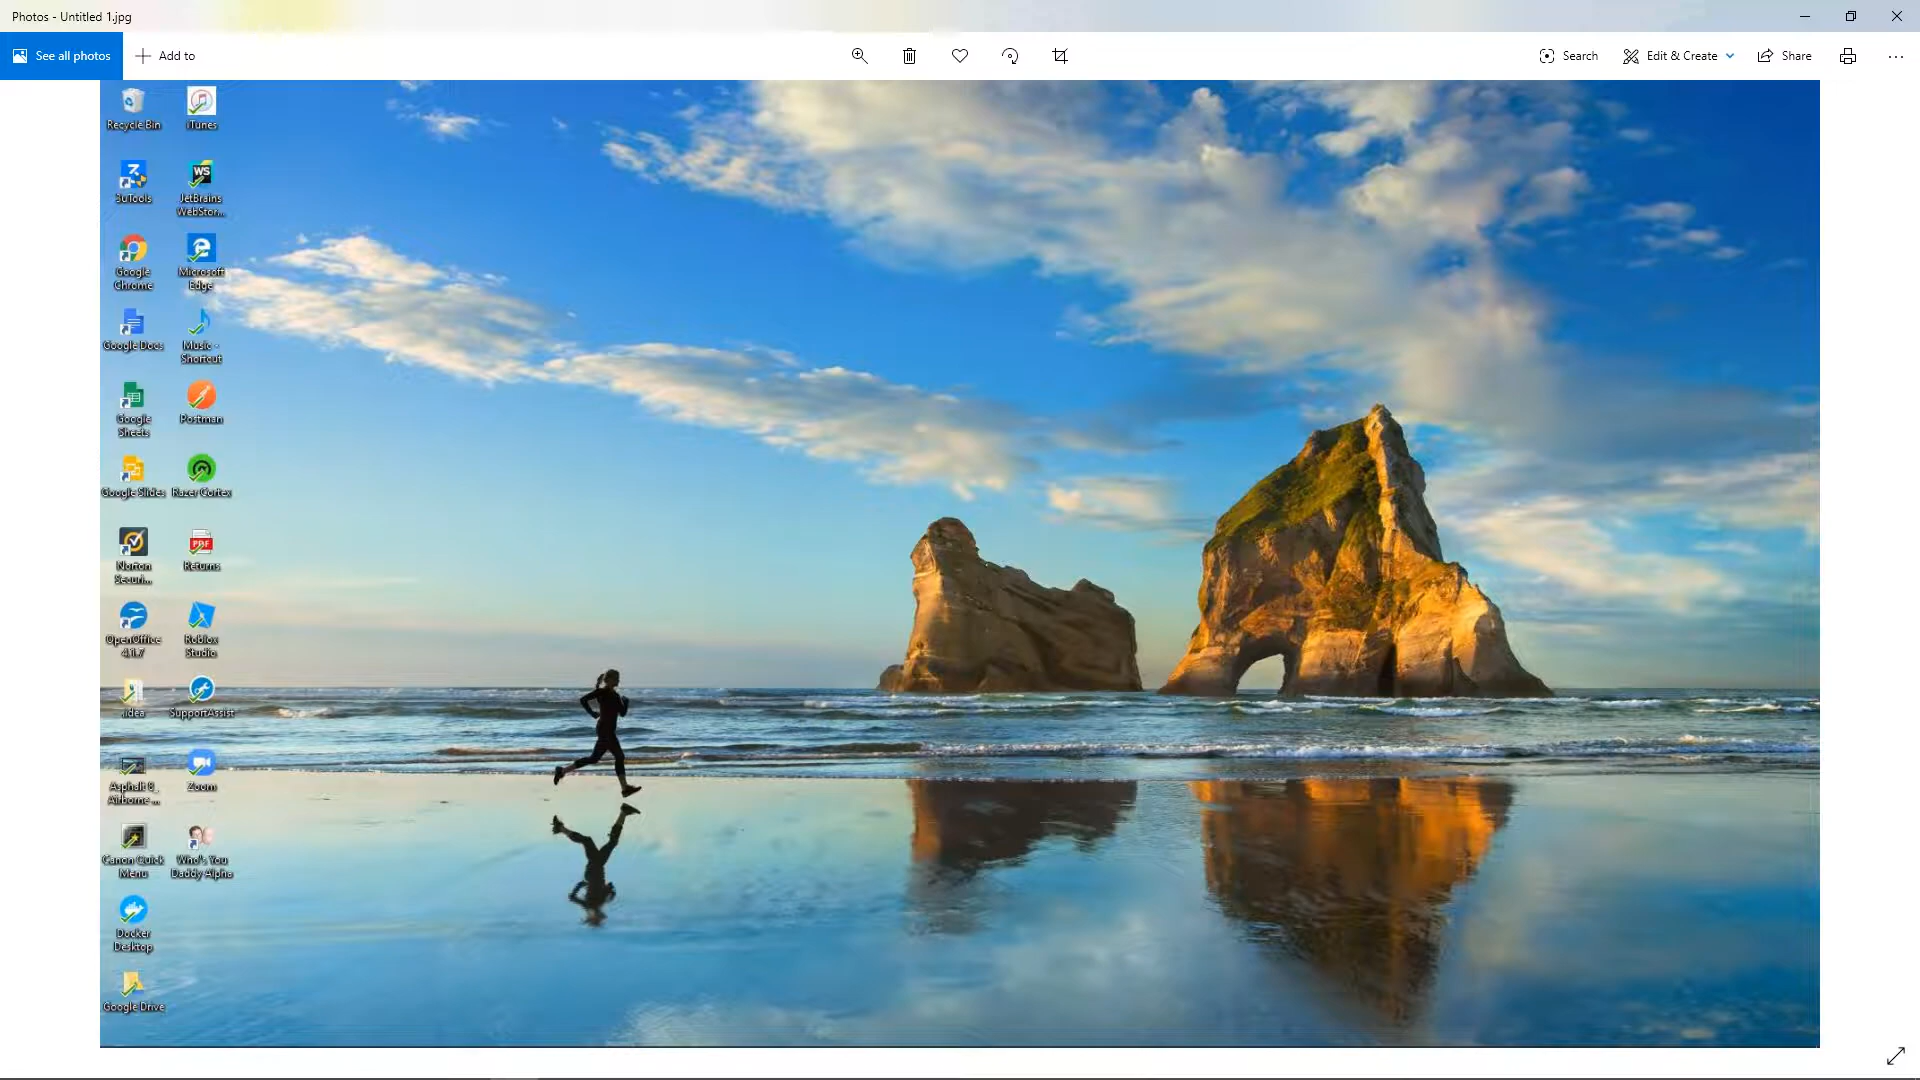 Photos - Untitled 1.jpg
See all photos
Add to
Search
Edit & Create
Share
Recycle Bin
iTunes
3uTools
JetBrains
WebStor...
Google
Chrome
Microsoft
Edge
Google Docs
Music -
Shortcut
Google
Sheets
Postman
Google Slides
Razer Cortex
Norton
Securi...
Returns
OpenOffice
4.1.7
Roblox
Studio
.idea
SupportAssist
Asphalt 8_
Airborne ...
Zoom
Canon Quick
Menu
Who's You
Daddy Alpha
Docker
Desktop
Google Drive
WS
PDF